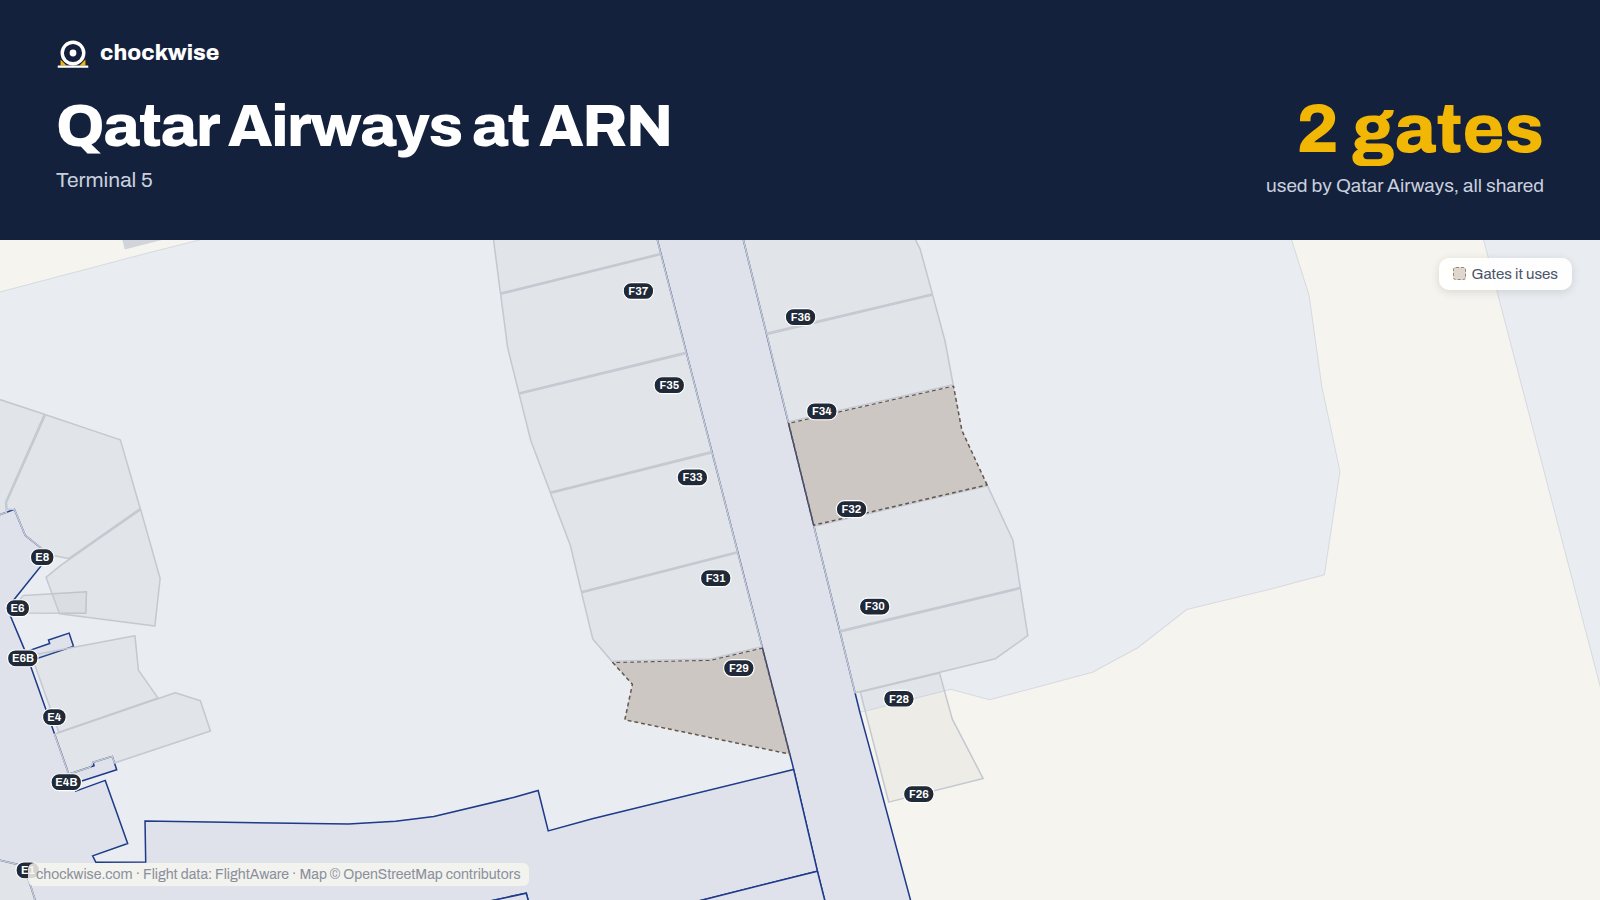 chockwise
Qatar Airways at ARN
Terminal 5
2 gates
used by Qatar Airways, all shared
Gates it uses
F37
F36
F35
F34
F33
F32
E8
F31
E6
F30
E6B
F29
F28
E4
E4B
F26
chockwise.com · Flight data: FlightAware · Map © OpenStreetMap contributors